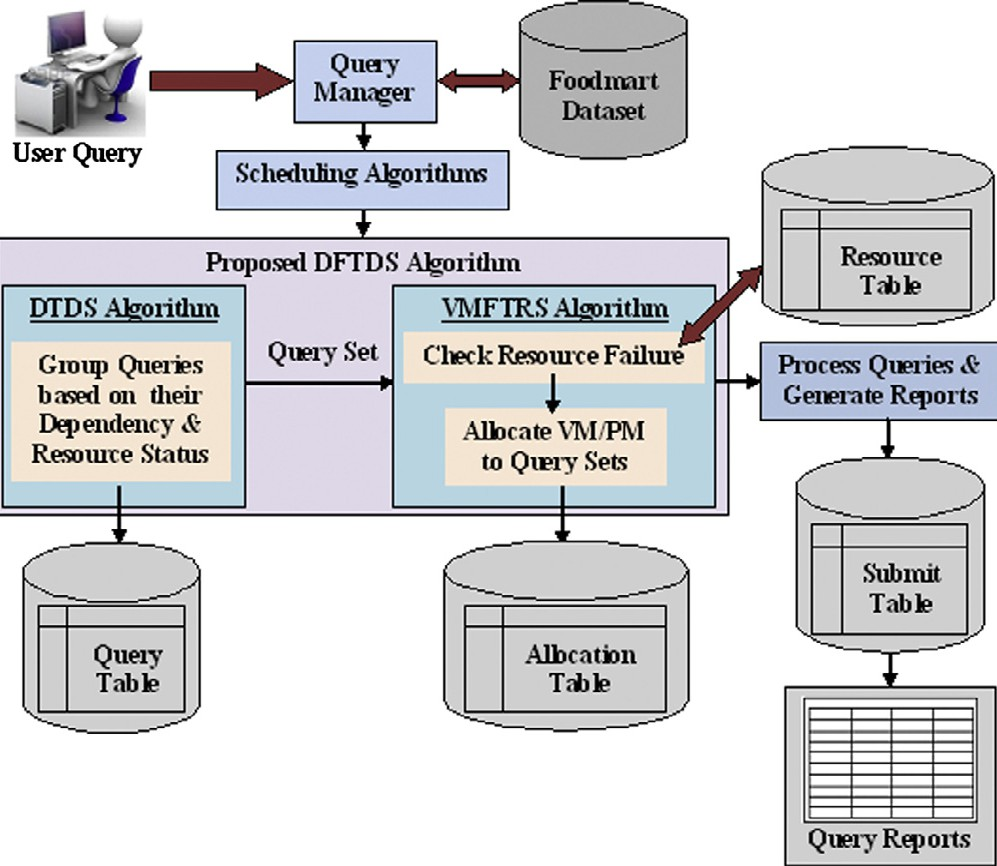 User Query
Query
Manager
Foodmart
Dataset
Scheduling Algorithms
Proposed DFTDS Algorithm
DTDS Algorithm
Group Queries
based on their
Dependency &
Resource Status
Query Set
VMFTRS Algorithm
Check Resource Failure
Allocate VM/PM
to Query Sets
Resource
Table
Process Queries &
Generate Reports
Query
Table
Allocation
Table
Submit
Table
Query Reports